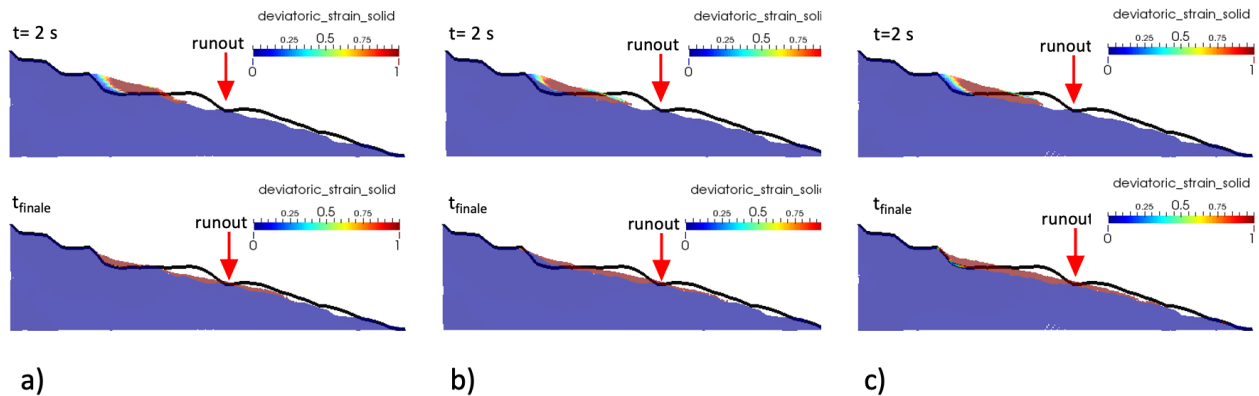 deviatoric_strain_solid
t= 2 s
0.25 0.5 0.75
runout
0 1
deviatoric_strain_soli
t= 2 s
0.25 0.5 0.75
runout
0
deviatoric_strain_solid
t=2 s
0.25 0.5 0.75
runout
0 1
deviatoric_strain_solid
tfinale
0.25 0.5 0.75
runout
0 1
deviatoric_strain_soli
tfinale
0.25 0.5 0.75
runout
0
deviatoric_strain_solid
tfinale
0.25 0.5 0.75
runout
0 1
a)
b)
c)